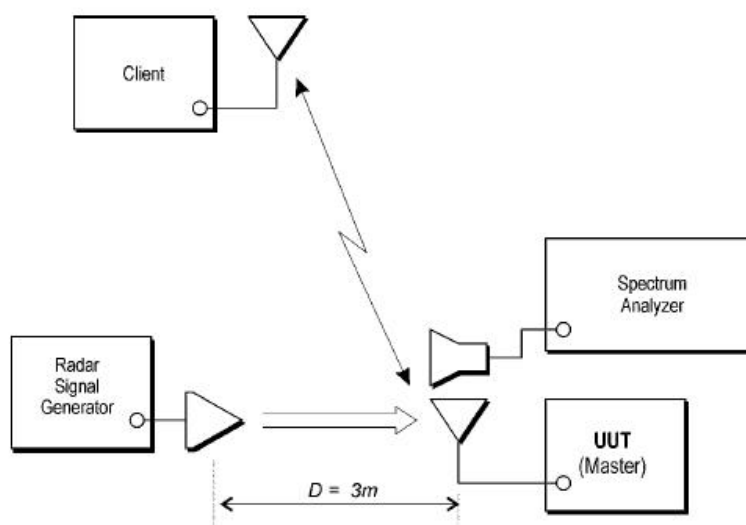 Client
Spectrum
Analyzer
Radar
Signal
Generator
UUT
(Master)
D = 3m